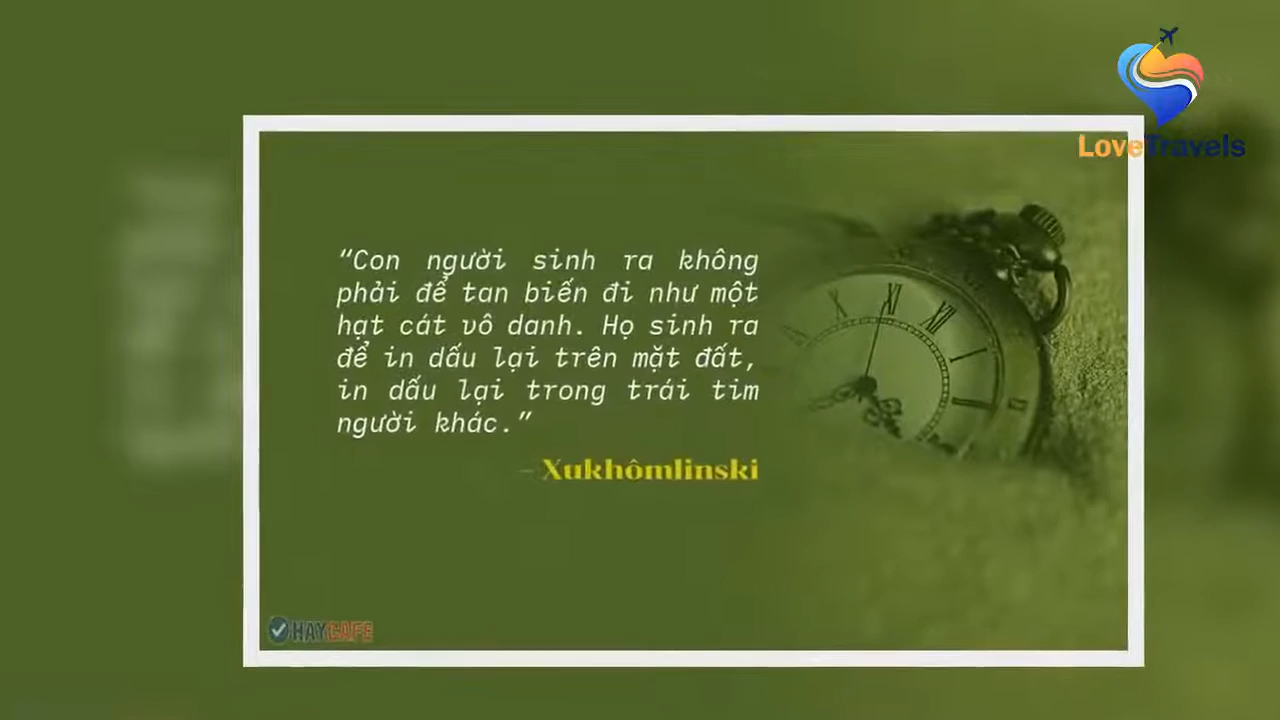 LoveTravels
“Con người sinh ra không
phải để tan biến đi như một
hạt cát vô danh. Họ sinh ra
để in dấu lại trên mặt đất,
in dấu lại trong trái tim
người khác.”
– Xukhômlinski
HAYCAFE